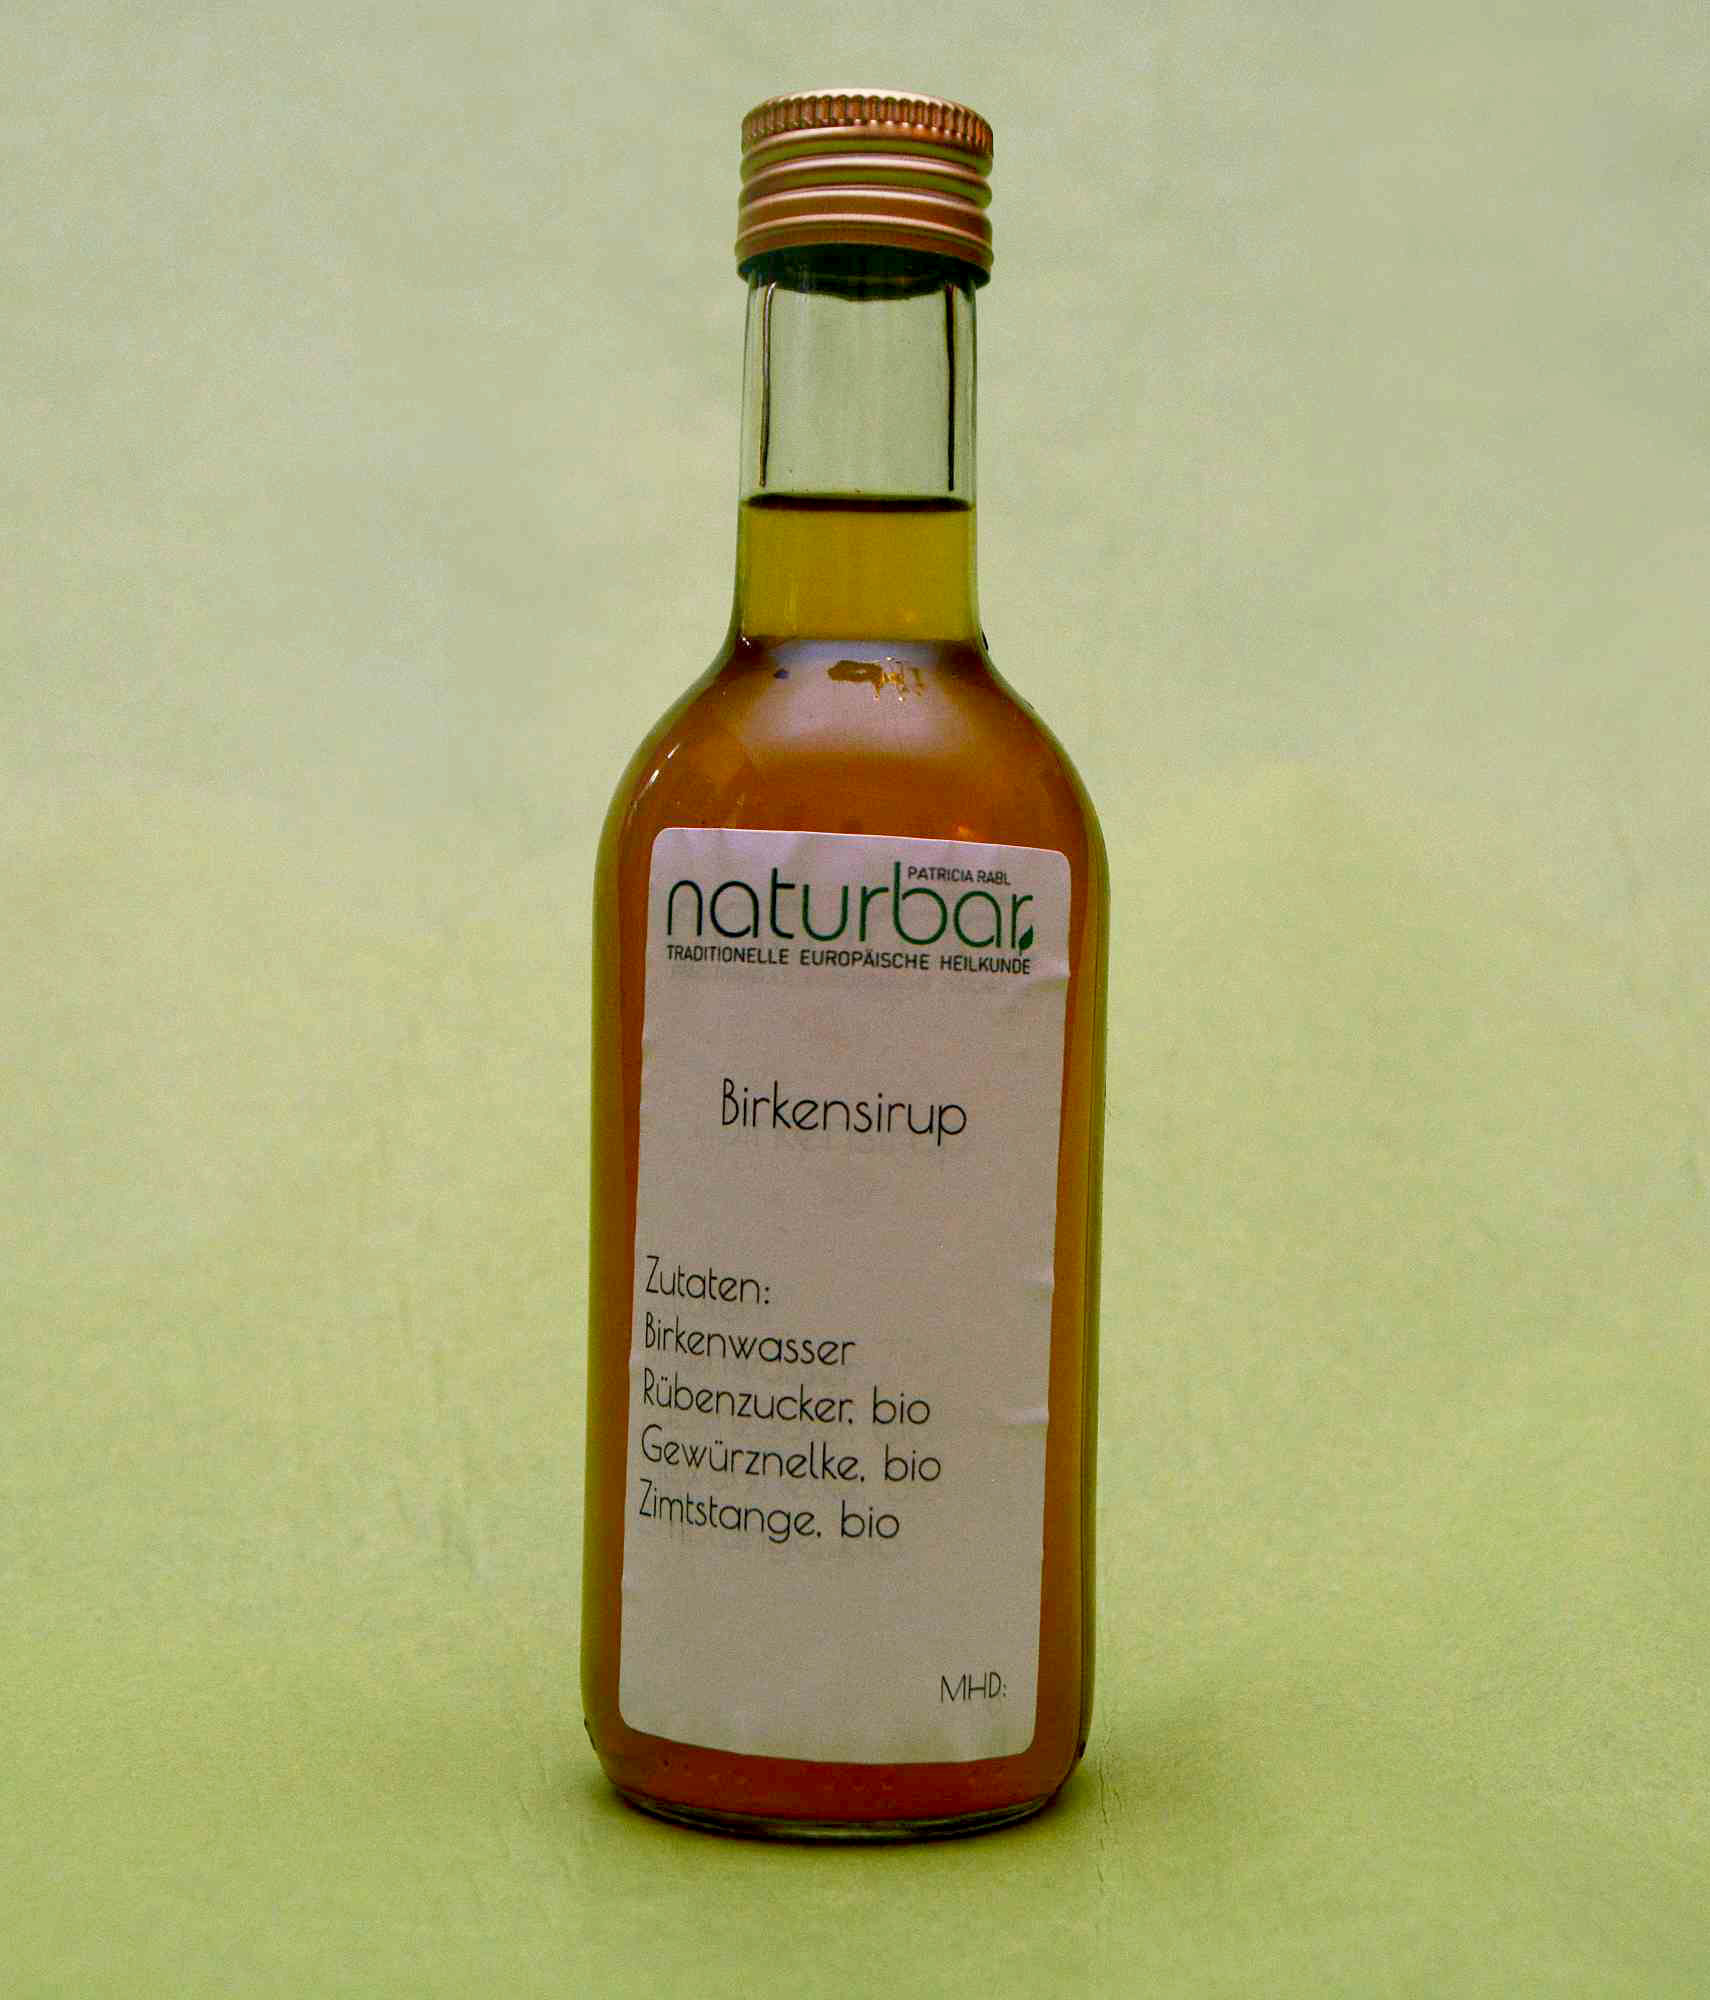 PATRICIA RABL
naturbar
TRADITIONELLE EUROPÄISCHE HEILKUNDE
Birkensirup
Zutaten:
Birkenwasser
Rübenzucker, bio
Gewürznelke, bio
Zimtstange, bio
MHD: